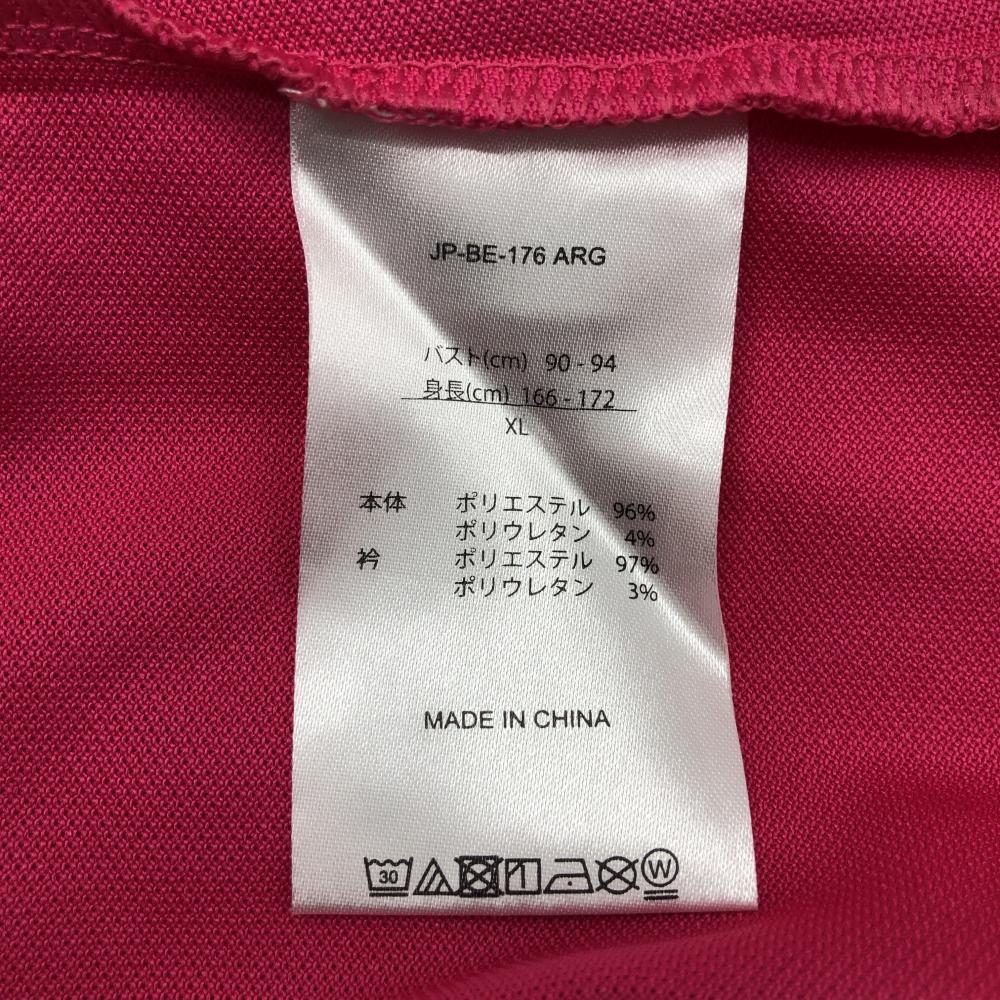 JP-BE-176 ARG
バスト(cm) 90 - 94
身長(cm) 166 - 172
XL
本体 ポリエステル 96%
ポリウレタン 4%
衿 ポリエステル 97%
ポリウレタン 3%
MADE IN CHINA
30 W